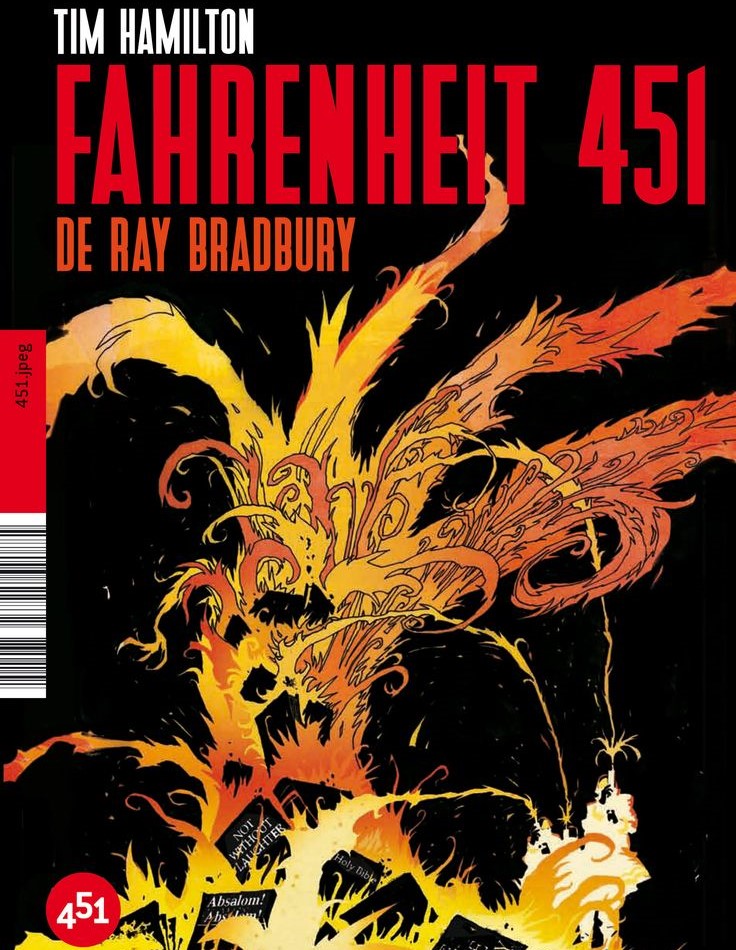 TIM HAMILTON
FAHRENHEIT 451
DE RAY BRADBURY
451.jpeg
NOT
WITHOUT
LAUGHTER
Holy Bible
Absalom!
Absalom!
451